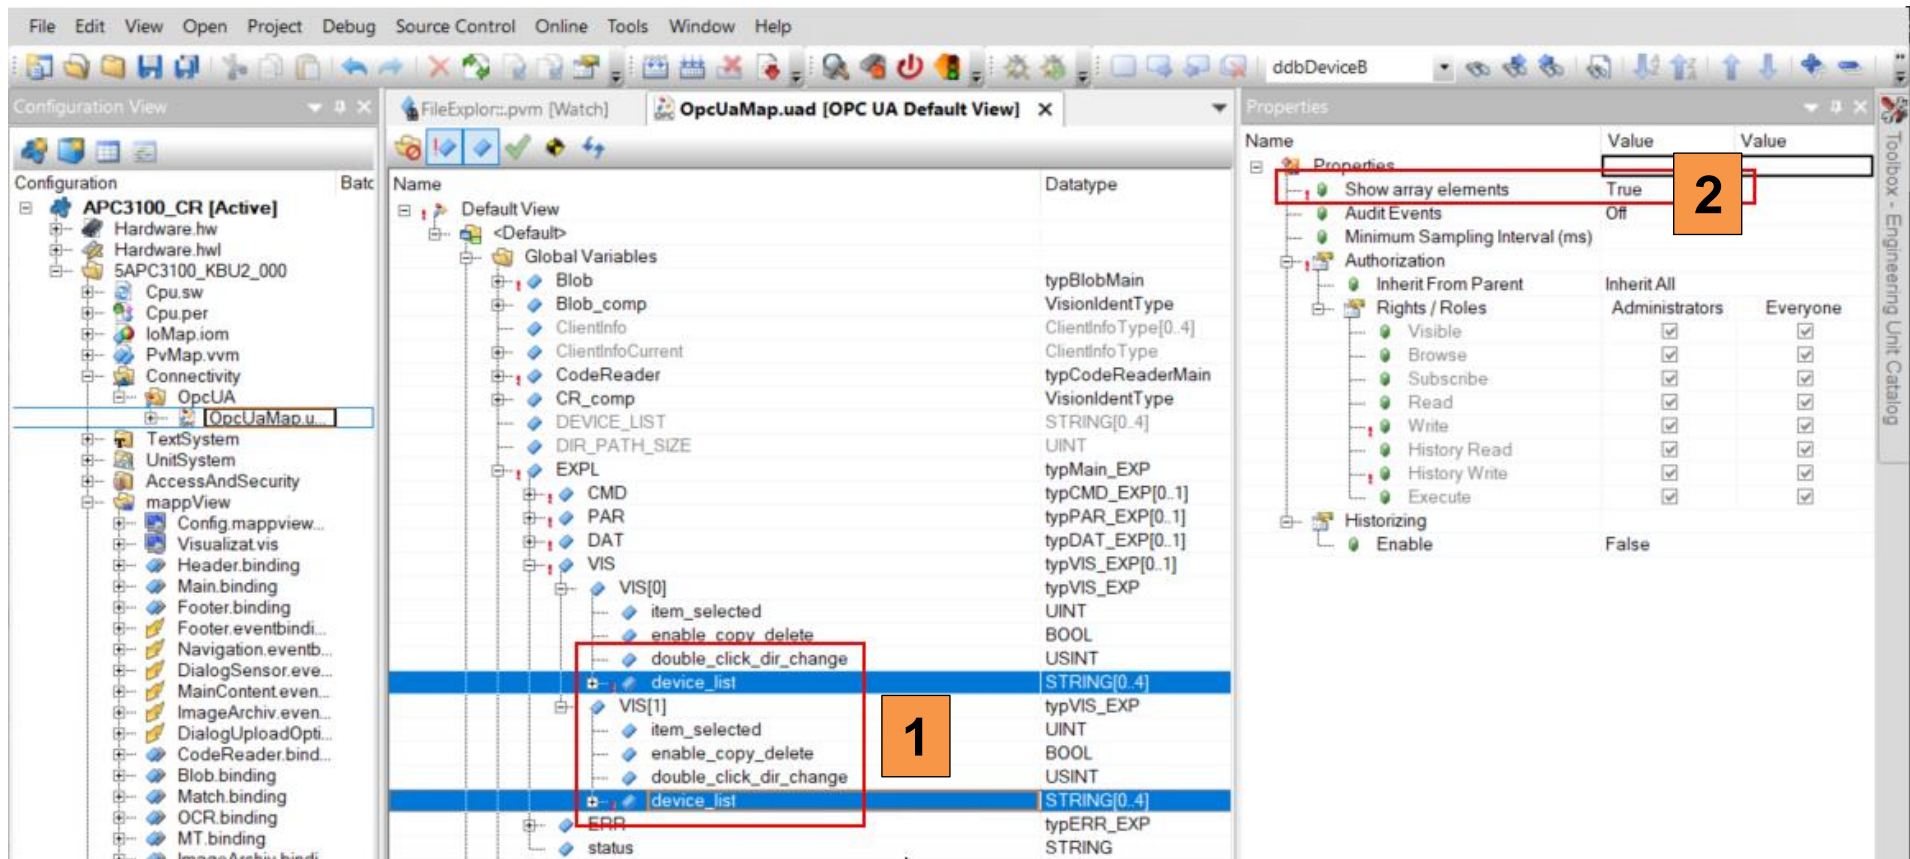 File Edit View Open Project Debug Source Control Online Tools Window Help
ddbDeviceB
Configuration View
FileExplor::.pvm [Watch]
OpcUaMap.uad [OPC UA Default View]
Properties
Configuration
Name Datatype
Name Value Value
APC3100_CR [Active]
Hardware.hw
Hardware.hwl
5APC3100_KBU2_000
Cpu.sw
Cpu.per
IoMap.iom
PvMap.vvm
Connectivity
OpcUA
OpcUaMap.u...
TextSystem
UnitSystem
AccessAndSecurity
mappView
Config.mappview...
Visualizat.vis
Header.binding
Main.binding
Footer.binding
Footer.eventbindi...
Navigation.eventb...
DialogSensor.eve...
MainContent.even...
ImageArchiv.even...
DialogUploadOpti...
CodeReader.bind...
Blob.binding
Match.binding
OCR.binding
MT.binding
Default View
<Default>
Global Variables
Blob typBlobMain
Blob_comp VisionIdentType
ClientInfo ClientInfoType[0..4]
ClientInfoCurrent ClientInfoType
CodeReader typCodeReaderMain
CR_comp VisionIdentType
DEVICE_LIST STRING[0..4]
DIR_PATH_SIZE UINT
EXPL typMain_EXP
CMD typCMD_EXP[0..1]
PAR typPAR_EXP[0..1]
DAT typDAT_EXP[0..1]
VIS typVIS_EXP[0..1]
VIS[0] typVIS_EXP
item_selected UINT
enable_copy_delete BOOL
double_click_dir_change USINT
device_list STRING[0..4]
VIS[1] typVIS_EXP
item_selected UINT
enable_copy_delete BOOL
double_click_dir_change USINT
device_list STRING[0..4]
ERR typERR_EXP
status STRING
1
Properties
Show array elements True
2
Audit Events Off
Minimum Sampling Interval (ms)
Authorization
Inherit From Parent Inherit All
Rights / Roles Administrators Everyone
Visible
Browse
Subscribe
Read
Write
History Read
History Write
Execute
Historizing
Enable False
Toolbox - Engineering Unit Catalog